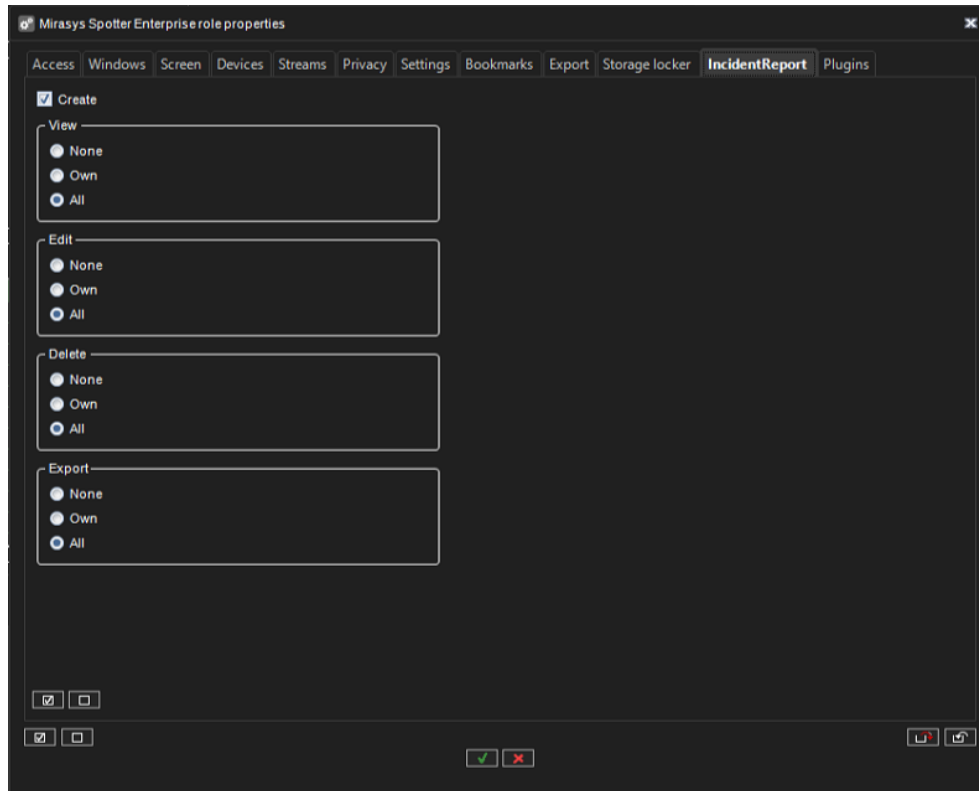 Mirasys Spotter Enterprise role properties
Access Windows Screen Devices Streams Privacy Settings Bookmarks Export Storage locker IncidentReport Plugins
Create
View
None
Own
All
Edit
None
Own
All
Delete
None
Own
All
Export
None
Own
All